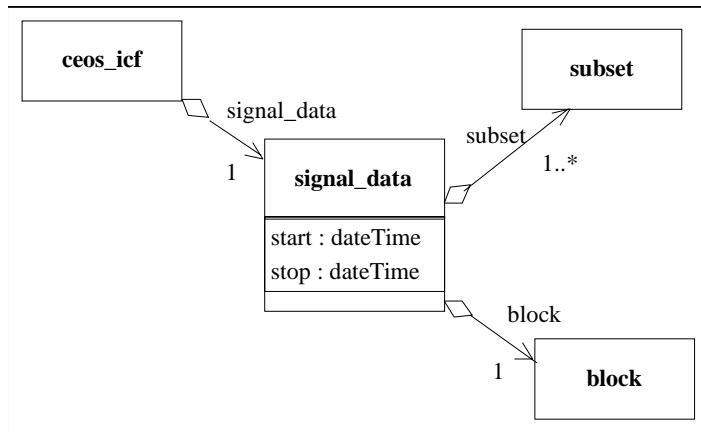 ceos_icf
subset
signal_data
subset
1
1..*
signal_data
start : dateTime
stop : dateTime
block
1
block